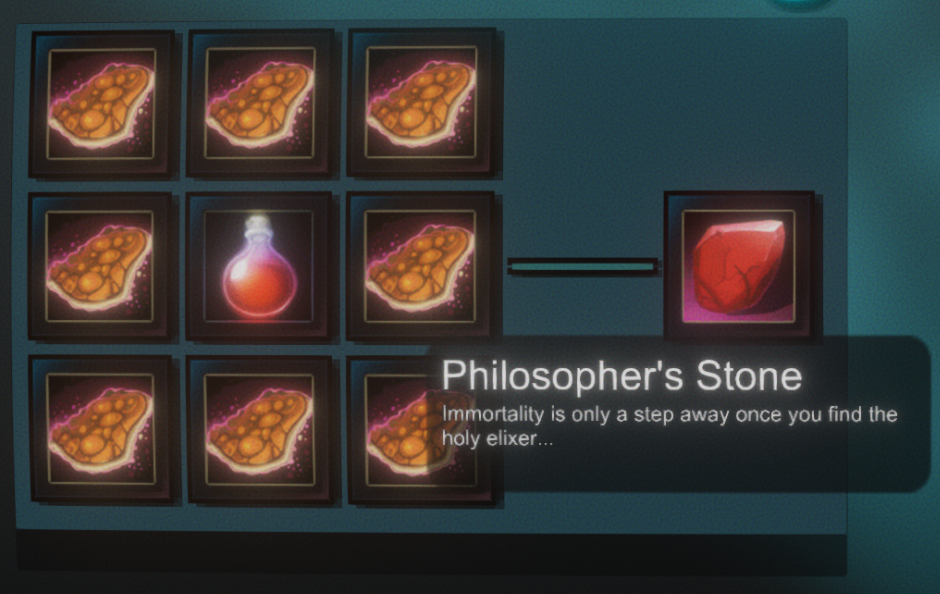 Philosopher's Stone
Immortality is only a step away once you find the
holy elixer...